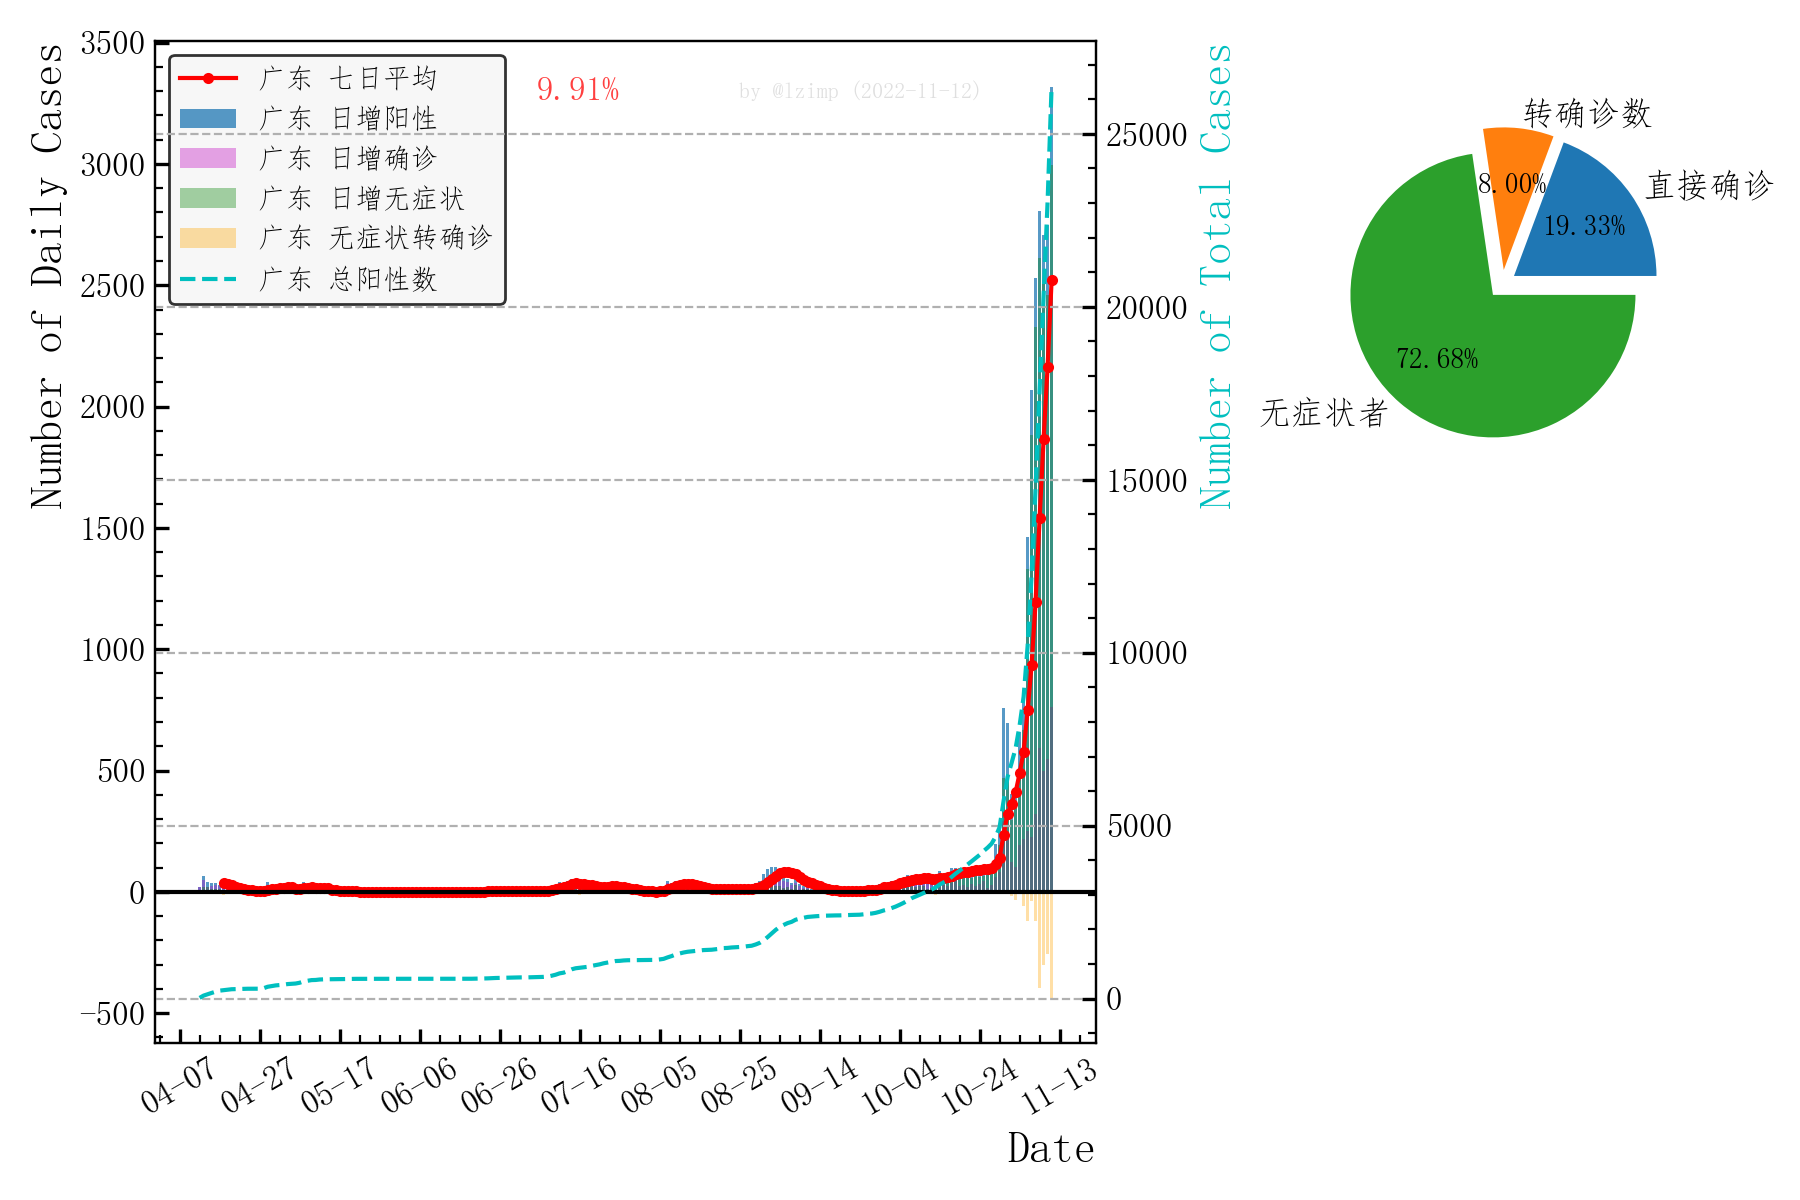 Number of Daily Cases
3500
3000
2500
2000
1500
1000
500
0
−500
广东 七日平均
广东 日增阳性
广东 日增确诊
广东 日增无症状
广东 无症状转确诊
广东 总阳性数
9.91%
by @lzimp (2022-11-12)
25000
20000
15000
10000
5000
0
Number of Total Cases
04-07
04-27
05-17
06-06
06-26
07-16
08-05
08-25
09-14
10-04
10-24
11-13
Date
转确诊数
8.00%
直接确诊
19.33%
72.68%
无症状者